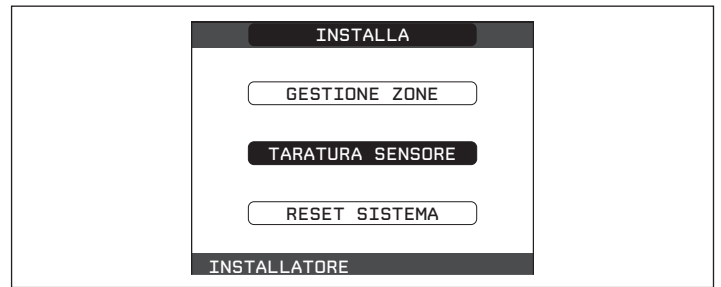 INSTALLA
GESTIONE ZONE
TARATURA SENSORE
RESET SISTEMA
INSTALLATORE